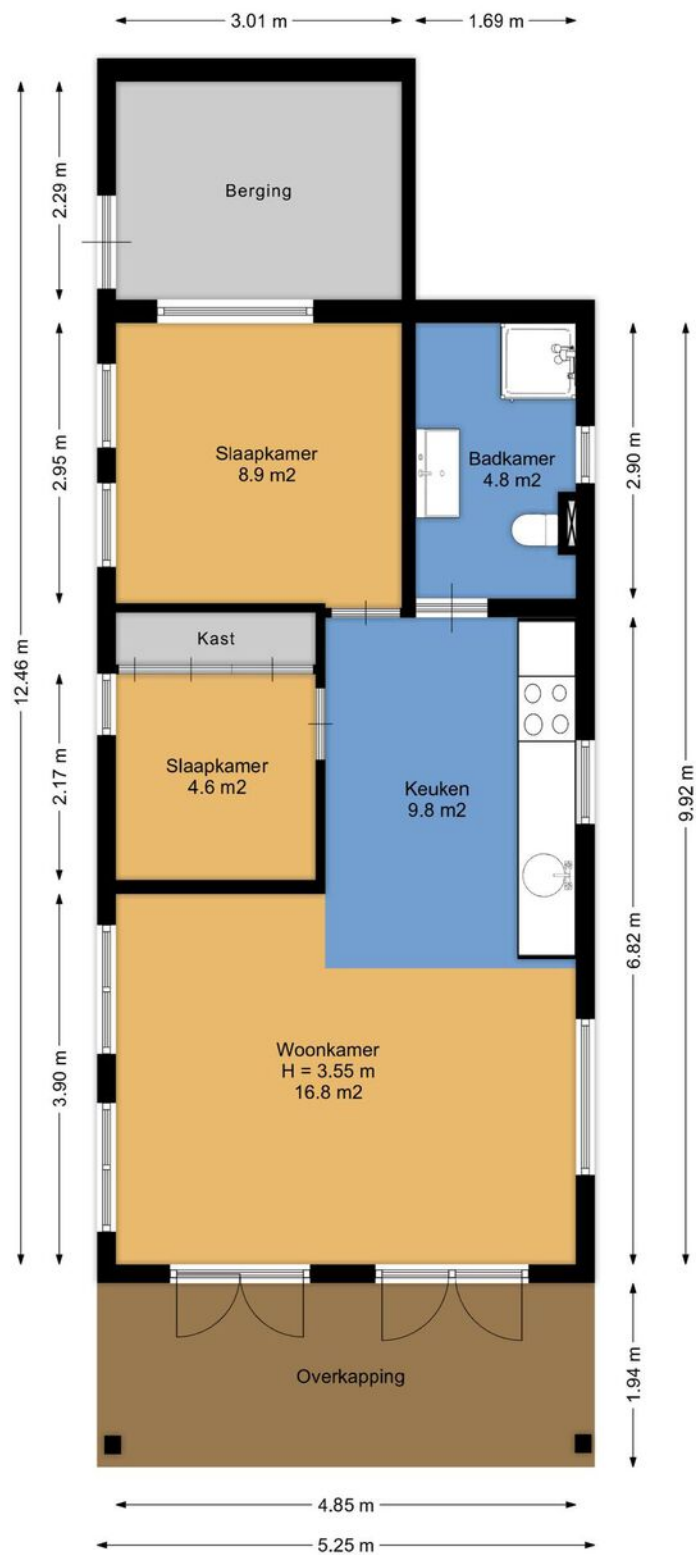 3.01 m
1.69 m
2.29 m
Berging
2.95 m
Slaapkamer
8.9 m2
Badkamer
4.8 m2
2.90 m
12.46 m
Kast
2.17 m
Slaapkamer
4.6 m2
Keuken
9.8 m2
9.92 m
6.82 m
3.90 m
Woonkamer
H = 3.55 m
16.8 m2
Overkapping
1.94 m
4.85 m
5.25 m